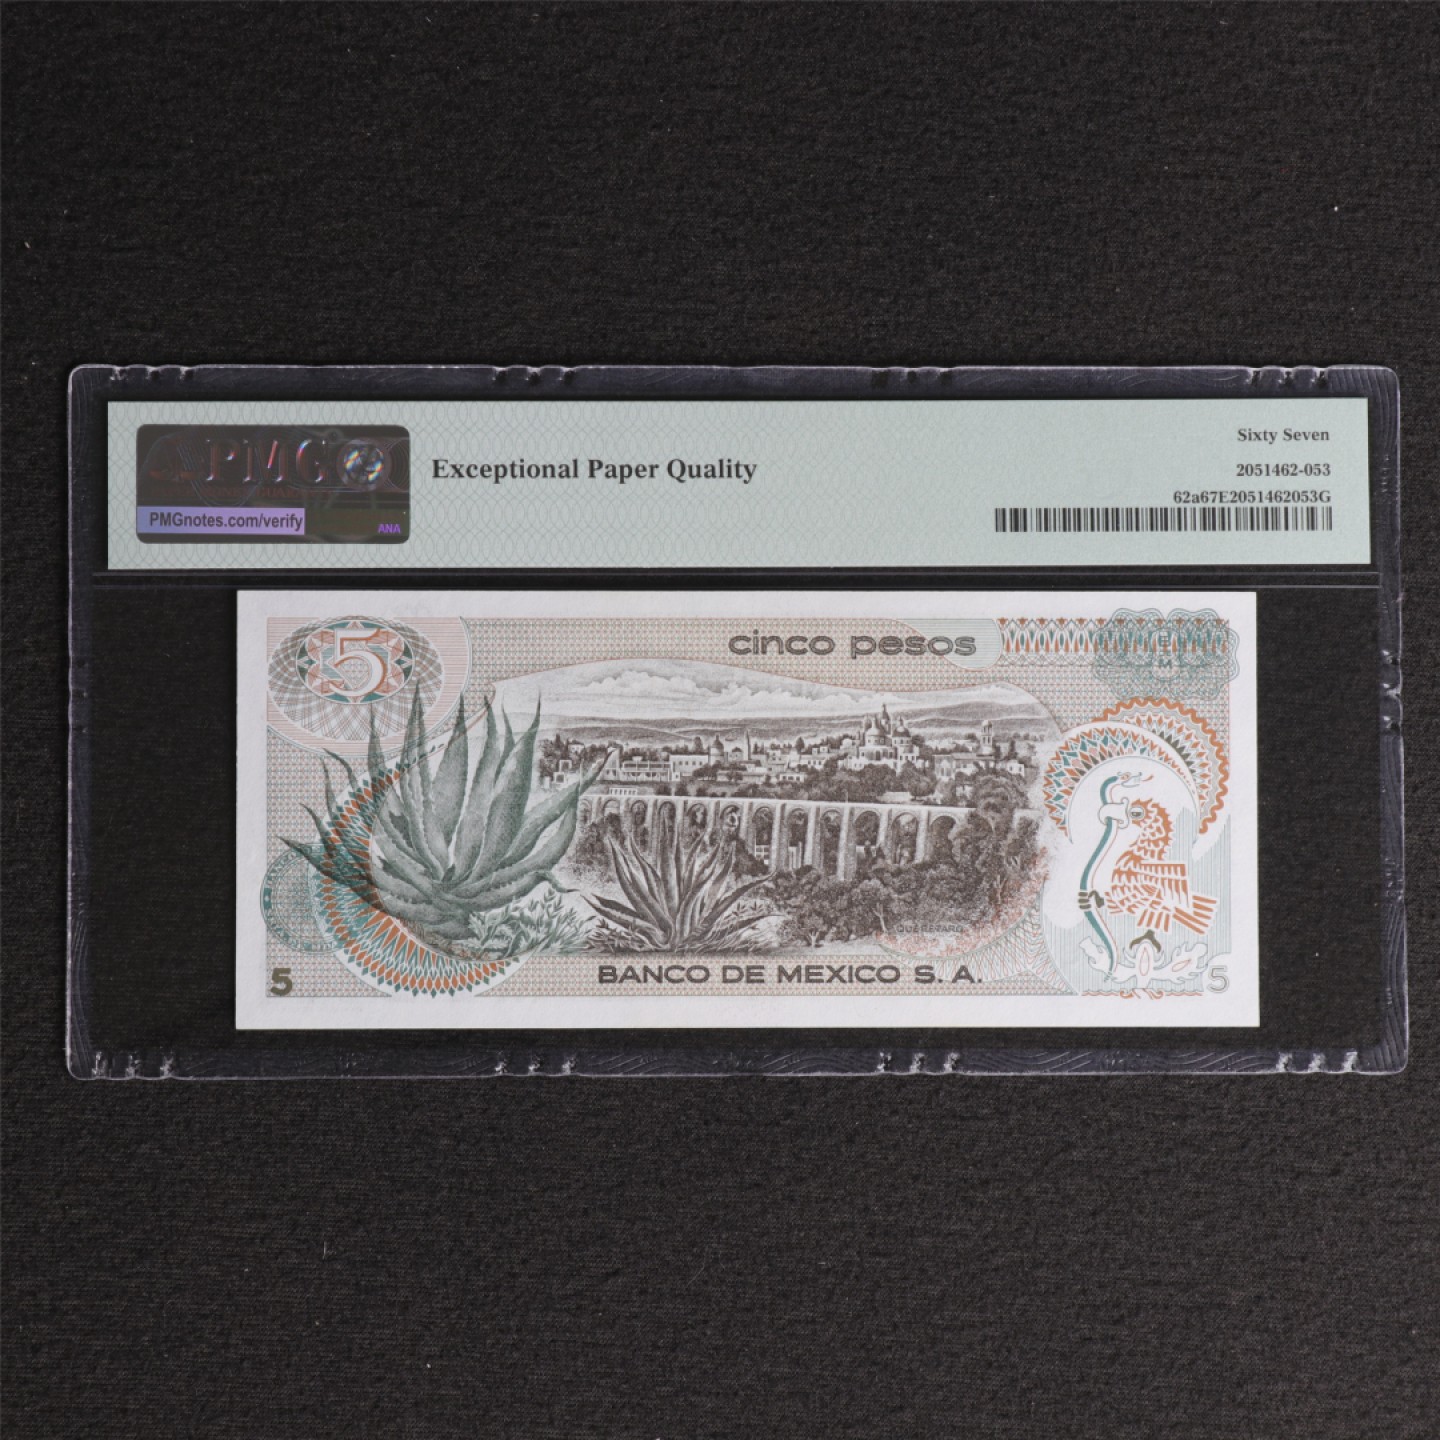 PMG
PMGnotes.com/verify
ANA
Exceptional Paper Quality
Sixty Seven
2051462-053
62a67E2051462053G
5
cinco pesos
QUERETARO
BANCO DE MEXICO S. A.
5
5